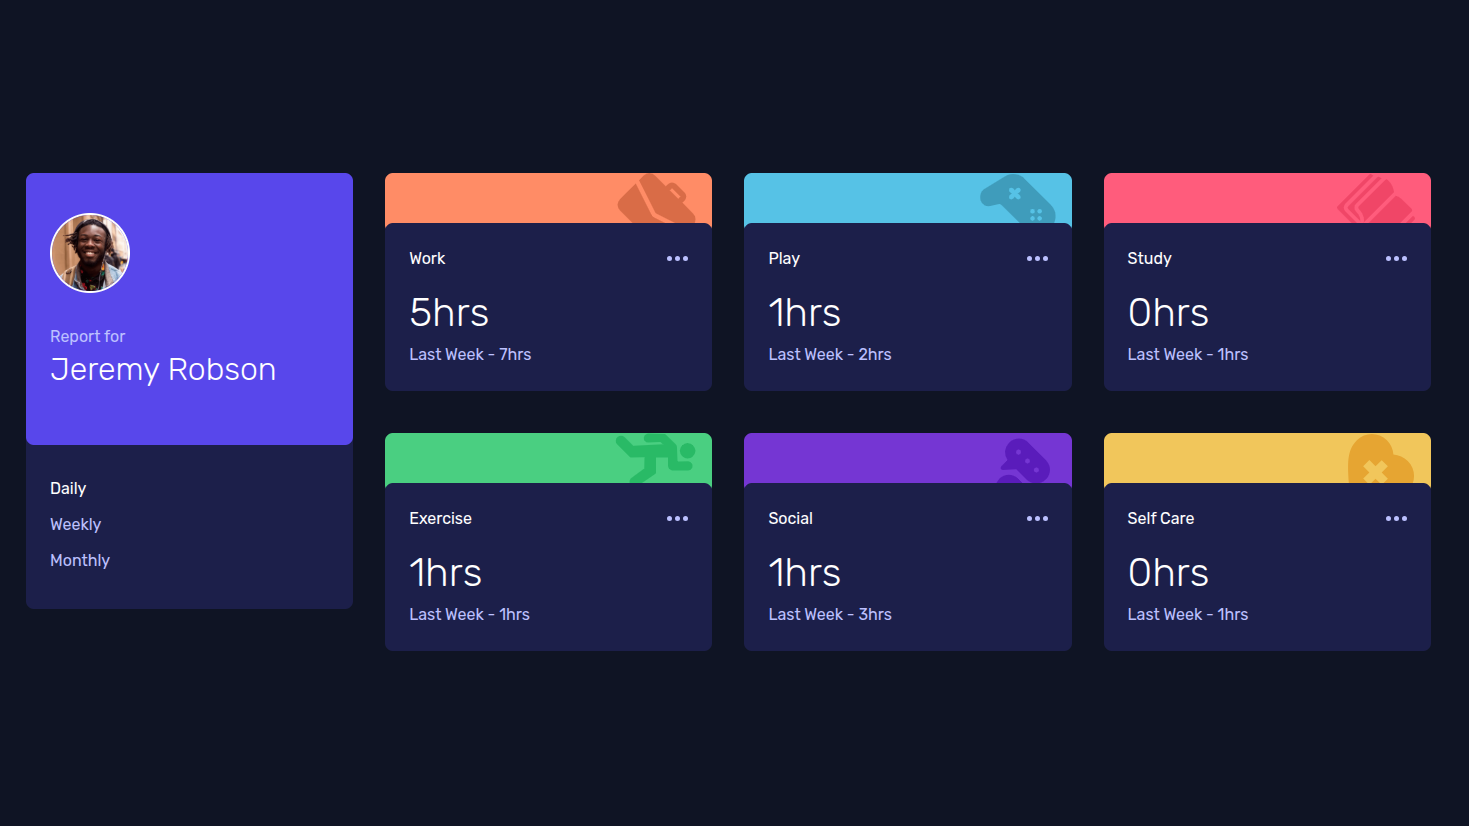 Report for
Jeremy Robson
Daily
Weekly
Monthly
Work
5hrs
Last Week - 7hrs
Play
1hrs
Last Week - 2hrs
Study
0hrs
Last Week - 1hrs
Exercise
1hrs
Last Week - 1hrs
Social
1hrs
Last Week - 3hrs
Self Care
0hrs
Last Week - 1hrs